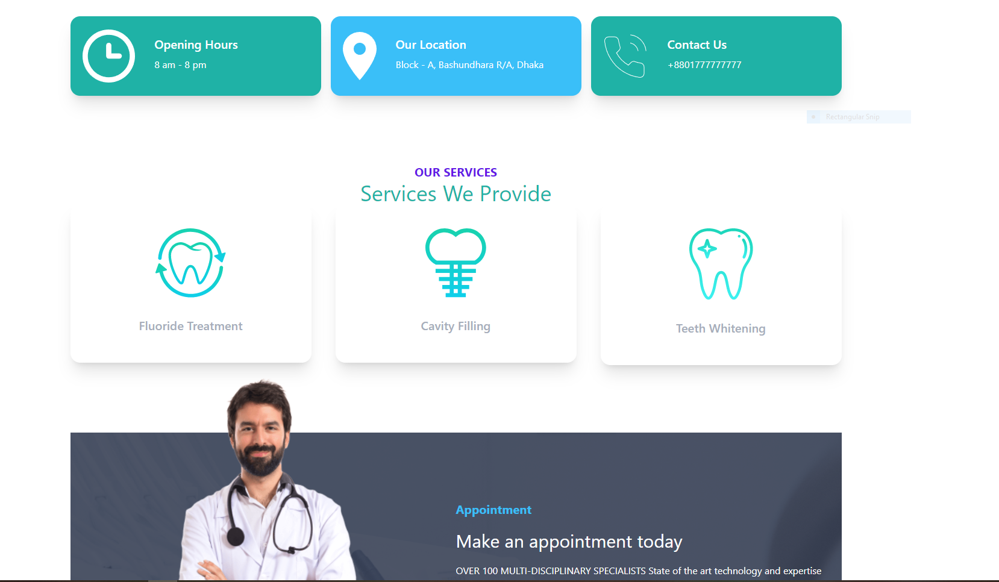 Opening Hours
8 am - 8 pm
Our Location
Block - A, Bashundhara R/A, Dhaka
Contact Us
+8801777777777
Rectangular Snip
OUR SERVICES
Services We Provide
Fluoride Treatment
Cavity Filling
Teeth Whitening
Appointment
Make an appointment today
OVER 100 MULTI-DISCIPLINARY SPECIALISTS State of the art technology and expertise